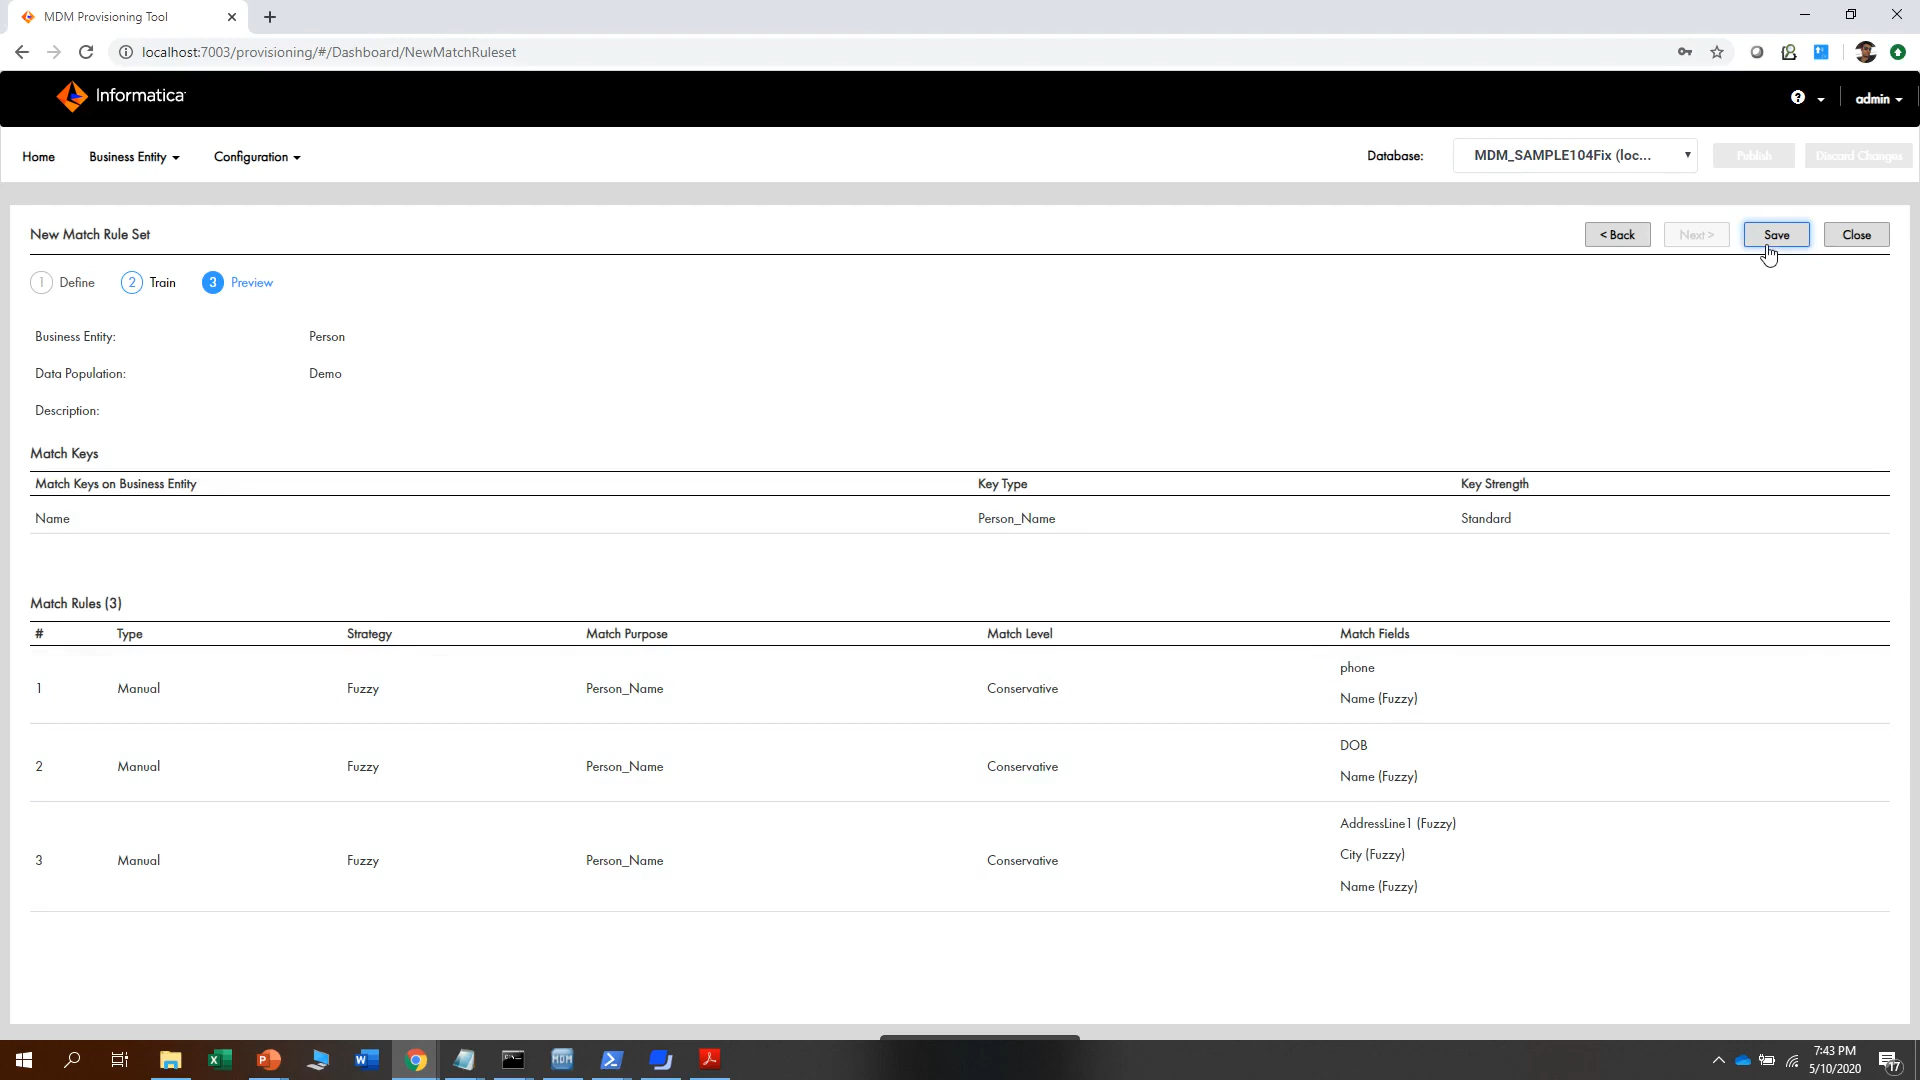 MDM Provisioning Tool
localhost:7003/provisioning/#/Dashboard/NewMatchRuleset
Informatica
admin
Home Business Entity Configuration Database: MDM_SAMPLE104Fix (loc... Publish Discard Changes
New Match Rule Set < Back Next > Save Close
1 Define 2 Train 3 Preview
Business Entity: Person
Data Population: Demo
Description:
Match Keys
Match Keys on Business Entity Key Type Key Strength
Name Person_Name Standard
Match Rules (3)
# Type Strategy Match Purpose Match Level Match Fields
phone
1 Manual Fuzzy Person_Name Conservative
Name (Fuzzy)
DOB
2 Manual Fuzzy Person_Name Conservative
Name (Fuzzy)
AddressLine1 (Fuzzy)
City (Fuzzy)
3 Manual Fuzzy Person_Name Conservative
Name (Fuzzy)
7:43 PM
5/10/2020
17